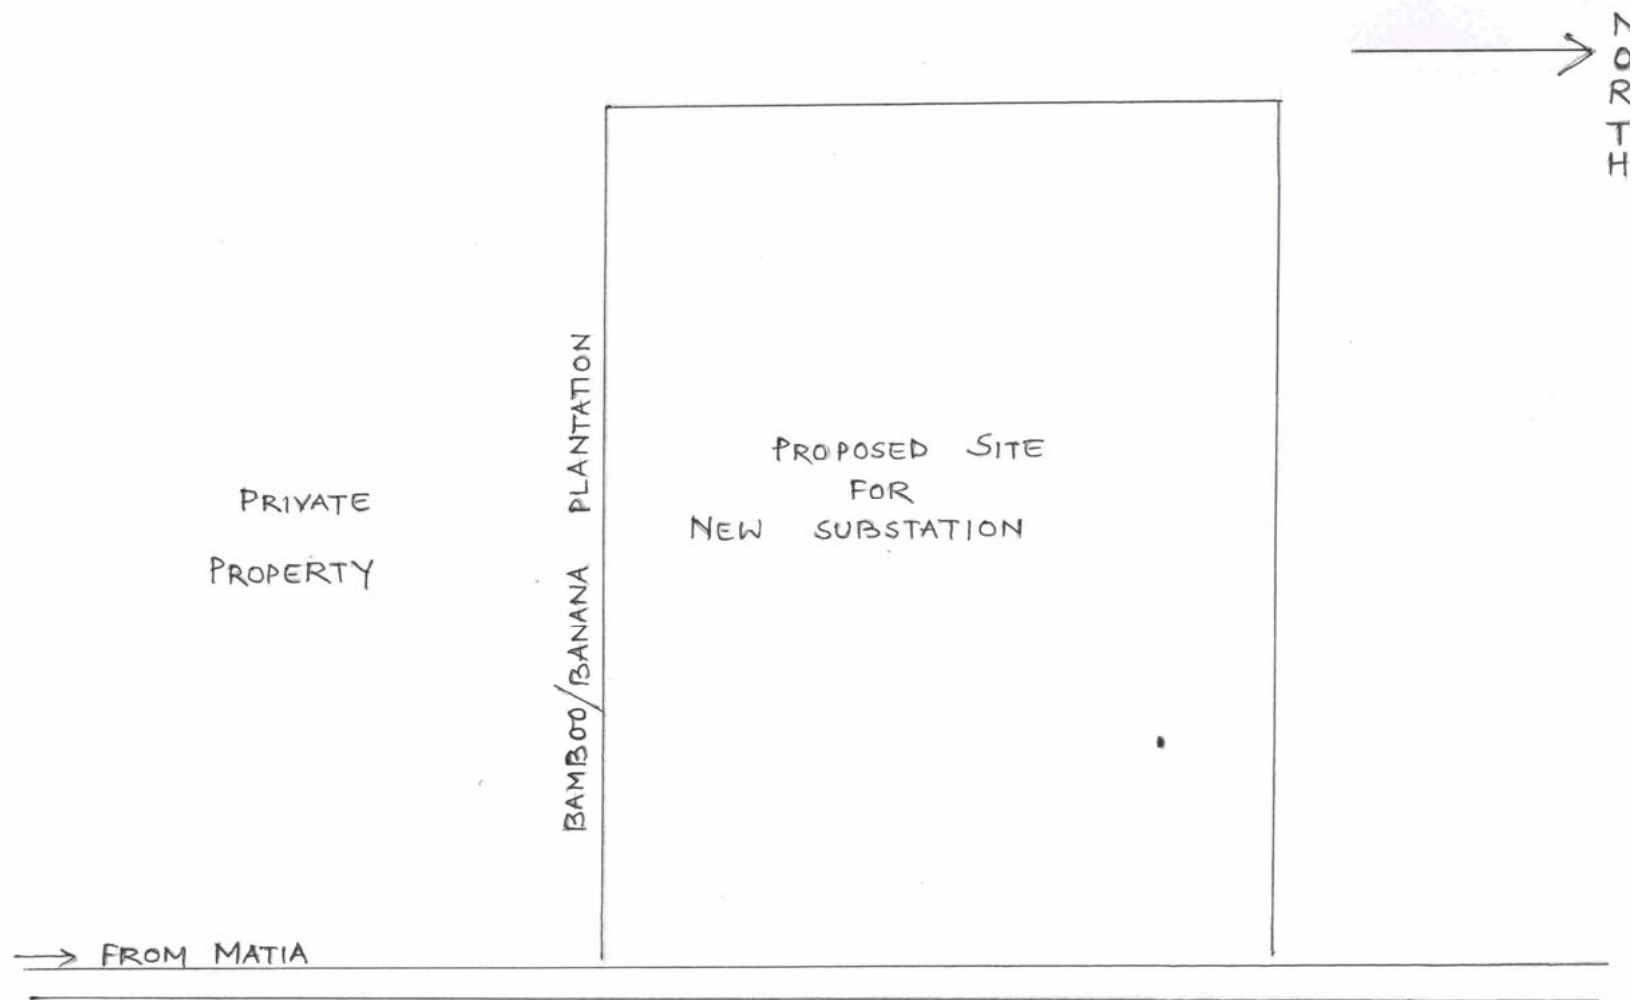 NORTH
PROPOSED SITE
FOR
NEW SUBSTATION
PRIVATE
PROPERTY
BAMBOO/BANANA PLANTATION
→ FROM MATIA